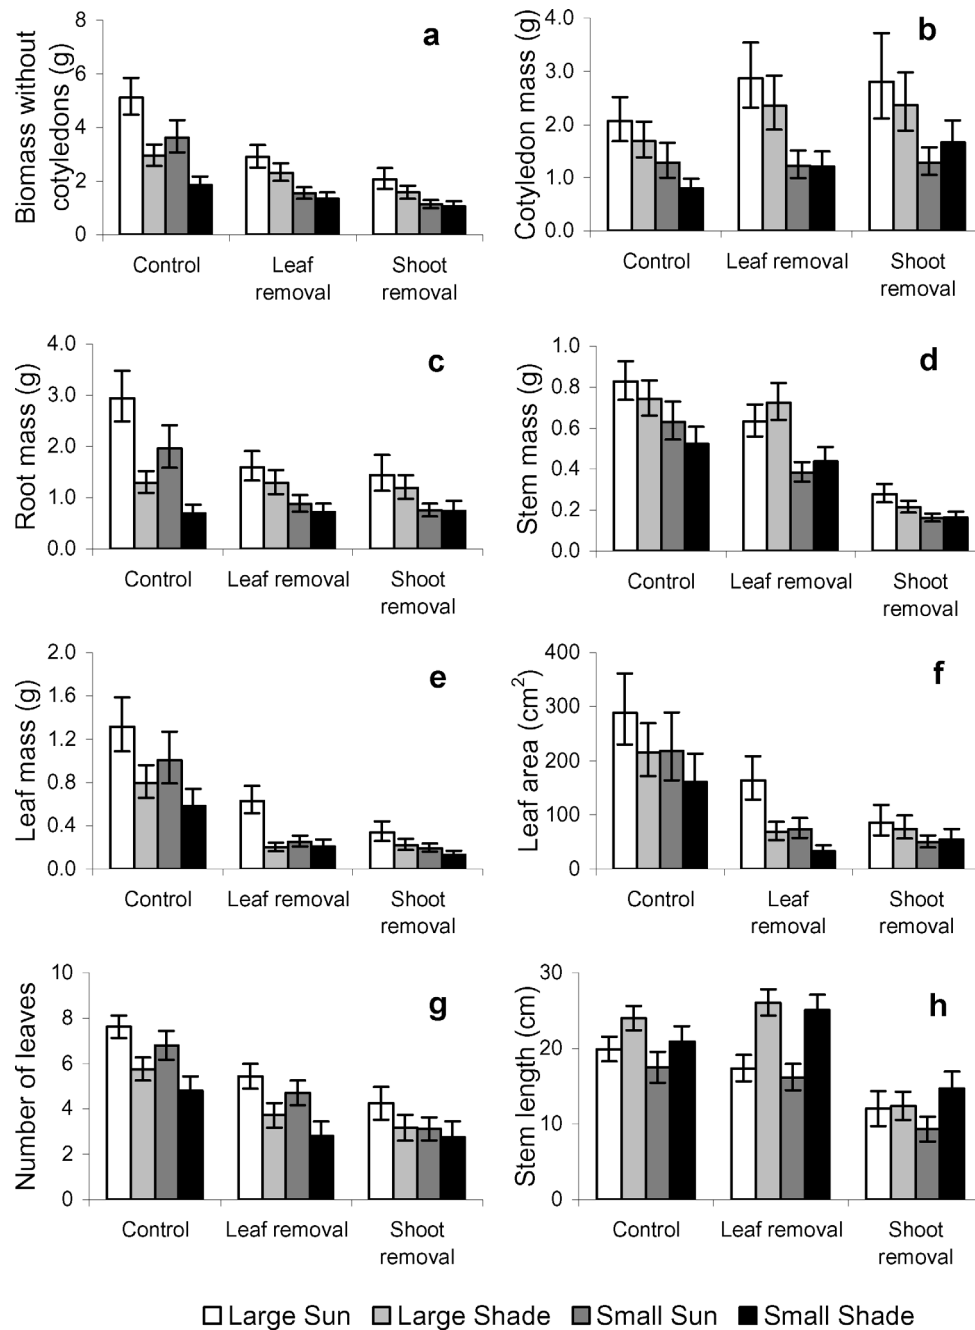 a
Biomass without
cotyledons (g)
8
6
4
2
0
Control
Leaf
removal
Shoot
removal
b
Cotyledon mass (g)
4.0
3.0
2.0
1.0
0.0
Control
Leaf removal
Shoot
removal
c
Root mass (g)
4.0
3.0
2.0
1.0
0.0
Control
Leaf removal
Shoot
removal
d
Stem mass (g)
1.0
0.8
0.6
0.4
0.2
0.0
Control
Leaf removal
Shoot
removal
e
Leaf mass (g)
2.0
1.6
1.2
0.8
0.4
0.0
Control
Leaf removal
Shoot
removal
f
Leaf area (cm²)
400
300
200
100
0
Control
Leaf
removal
Shoot
removal
g
Number of leaves
10
8
6
4
2
0
Control
Leaf removal
Shoot
removal
h
Stem length (cm)
30
20
10
0
Control
Leaf removal
Shoot
removal
Large Sun Large Shade Small Sun Small Shade